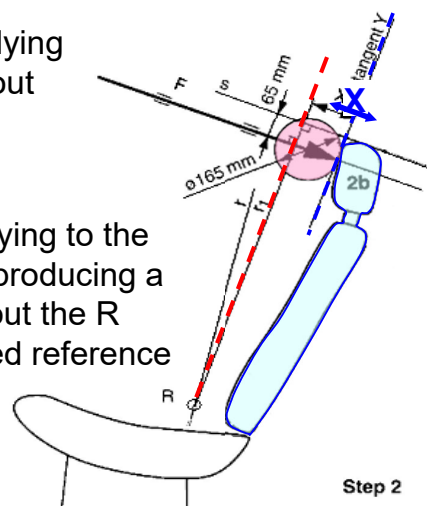 lying
out
F
s
65 mm
X
tangent Y
ø165 mm
2b
r
r₁
ying to the
producing a
out the R
ed reference
R
Step 2